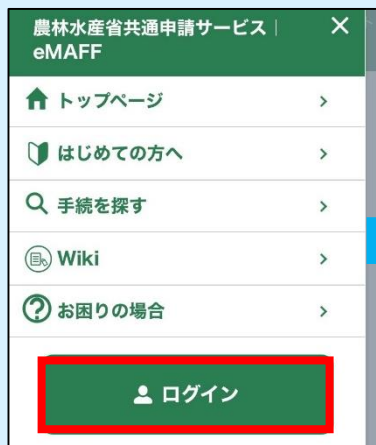 農林水産省共通申請サービス｜
eMAFF
トップページ
はじめての方へ
手続を探す
Wiki
お困りの場合
ログイン